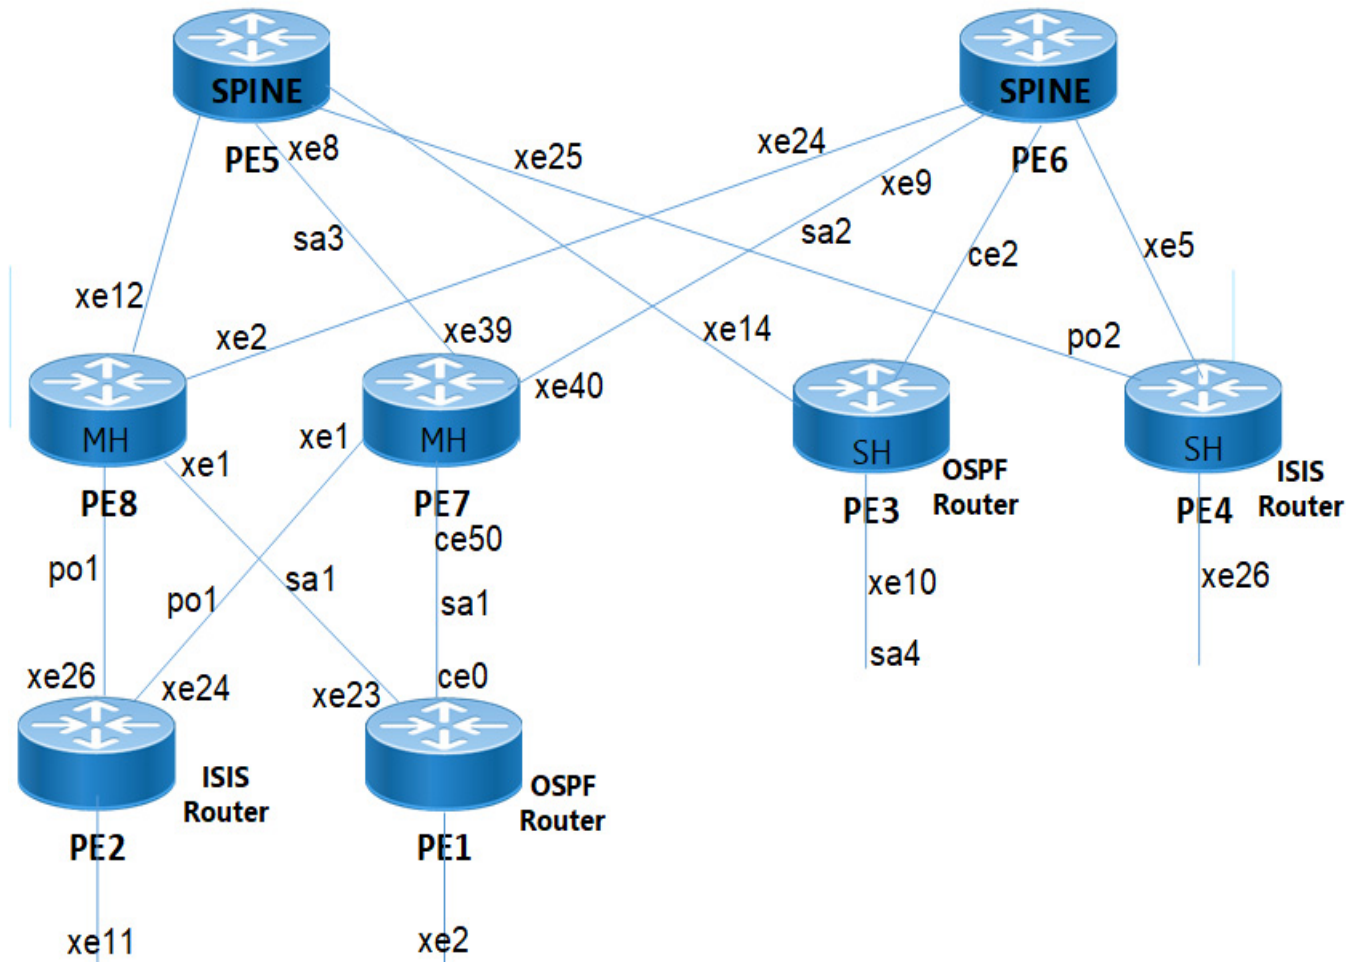 SPINE
SPINE
PE5
xe8
xe25
xe24
PE6
xe9
sa3
sa2
ce2
xe5
xe12
xe2
xe39
xe14
po2
xe40
MH
xe1
MH
SH
SH
xe1
OSPF
Router
ISIS
Router
PE8
PE7
PE3
PE4
ce50
po1
sa1
po1
sa1
xe10
xe26
sa4
xe26
xe24
xe23
ce0
ISIS
Router
OSPF
Router
PE2
PE1
xe11
xe2